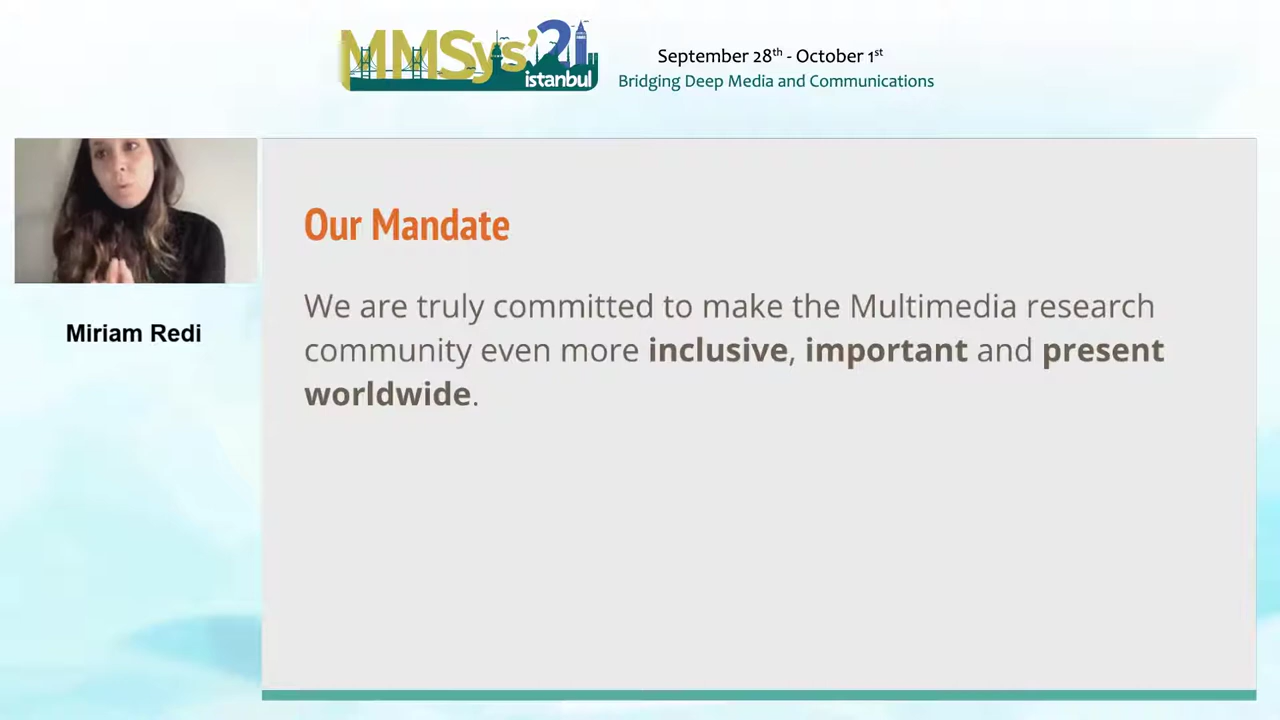 MMSys'21
istanbul
September 28th - October 1st
Bridging Deep Media and Communications
Miriam Redi
Our Mandate
We are truly committed to make the Multimedia research
community even more inclusive, important and present
worldwide.